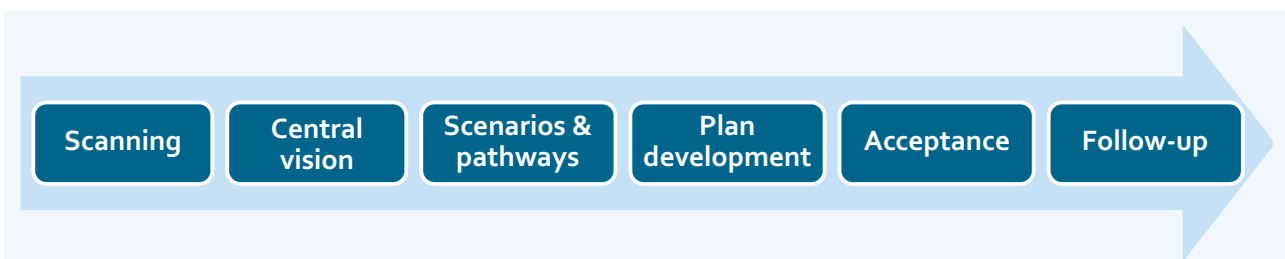 Scanning
Central
vision
Scenarios &
pathways
Plan
development
Acceptance
Follow-up